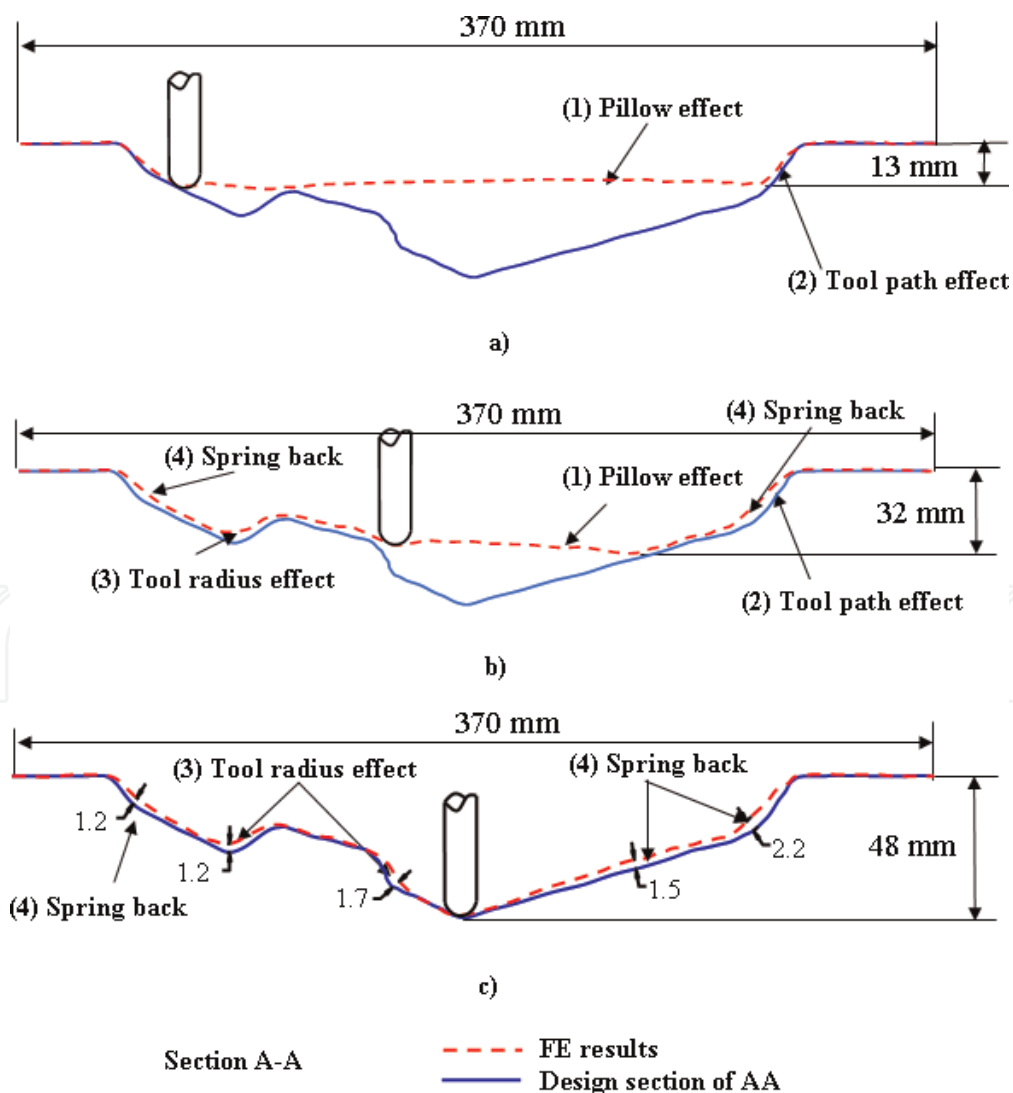 370 mm
(1) Pillow effect
13 mm
(2) Tool path effect
a)
370 mm
(4) Spring back
(4) Spring back
(1) Pillow effect
32 mm
(3) Tool radius effect
(2) Tool path effect
b)
370 mm
(3) Tool radius effect
(4) Spring back
1.2
1.2
1.7
1.5
2.2
48 mm
(4) Spring back
c)
Section A-A
FE results
Design section of AA